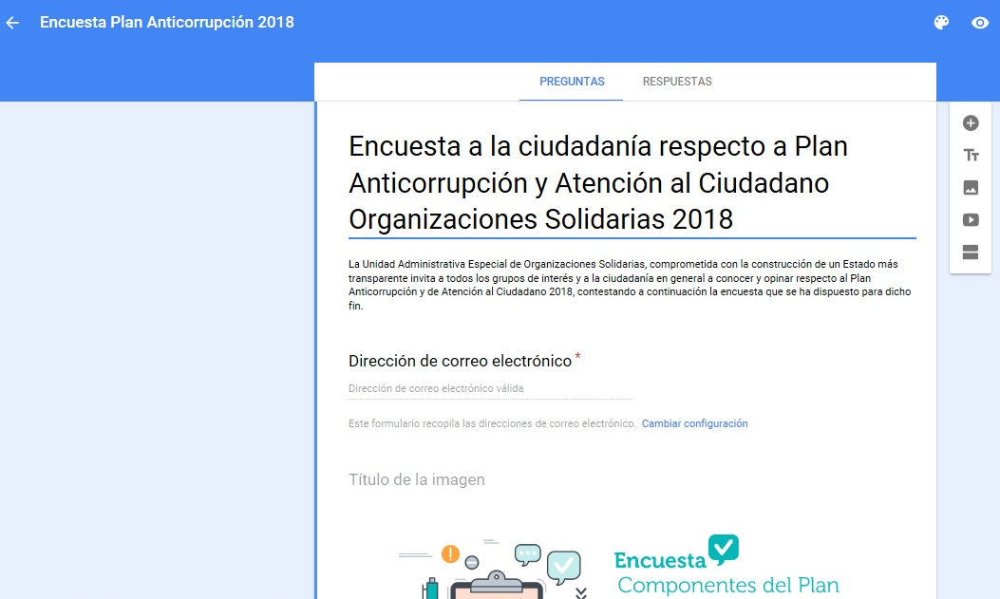 Encuesta Plan Anticorrupción 2018
PREGUNTAS RESPUESTAS
Encuesta a la ciudadanía respecto a Plan
Anticorrupción y Atención al Ciudadano
Organizaciones Solidarias 2018
La Unidad Administrativa Especial de Organizaciones Solidarias, comprometida con la construcción de un Estado más
transparente invita a todos los grupos de interés y a la ciudadanía en general a conocer y opinar respecto al Plan
Anticorrupción y de Atención al Ciudadano 2018, contestando a continuación la encuesta que se ha dispuesto para dicho
fin.
Dirección de correo electrónico *
Dirección de correo electrónico válida
Este formulario recopila las direcciones de correo electrónico. Cambiar configuración
Título de la imagen
Encuesta
Componentes del Plan